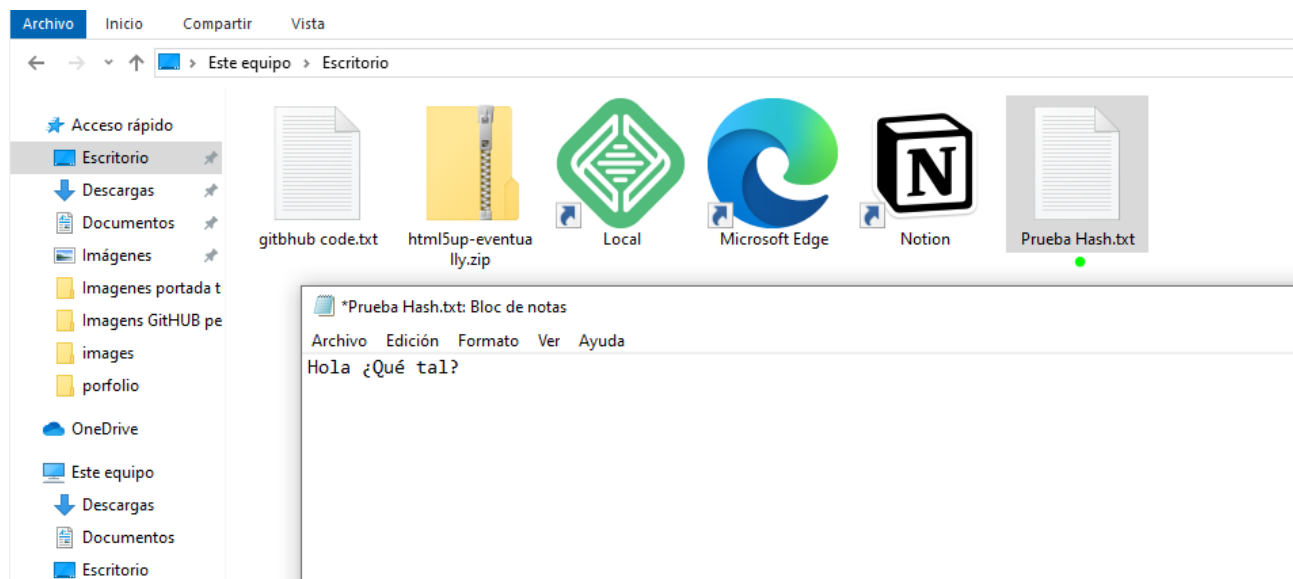 Archivo Inicio Compartir Vista
Este equipo > Escritorio
Acceso rápido
Escritorio
Descargas
Documentos
Imágenes
Imagenes portada t
Imagens GitHUB pe
images
porfolio
OneDrive
Este equipo
Descargas
Documentos
Escritorio
gitbhub code.txt
html5up-eventua
lly.zip
Local
Microsoft Edge
N
Notion
Prueba Hash.txt
*Prueba Hash.txt: Bloc de notas
Archivo Edición Formato Ver Ayuda
Hola ¿Qué tal?